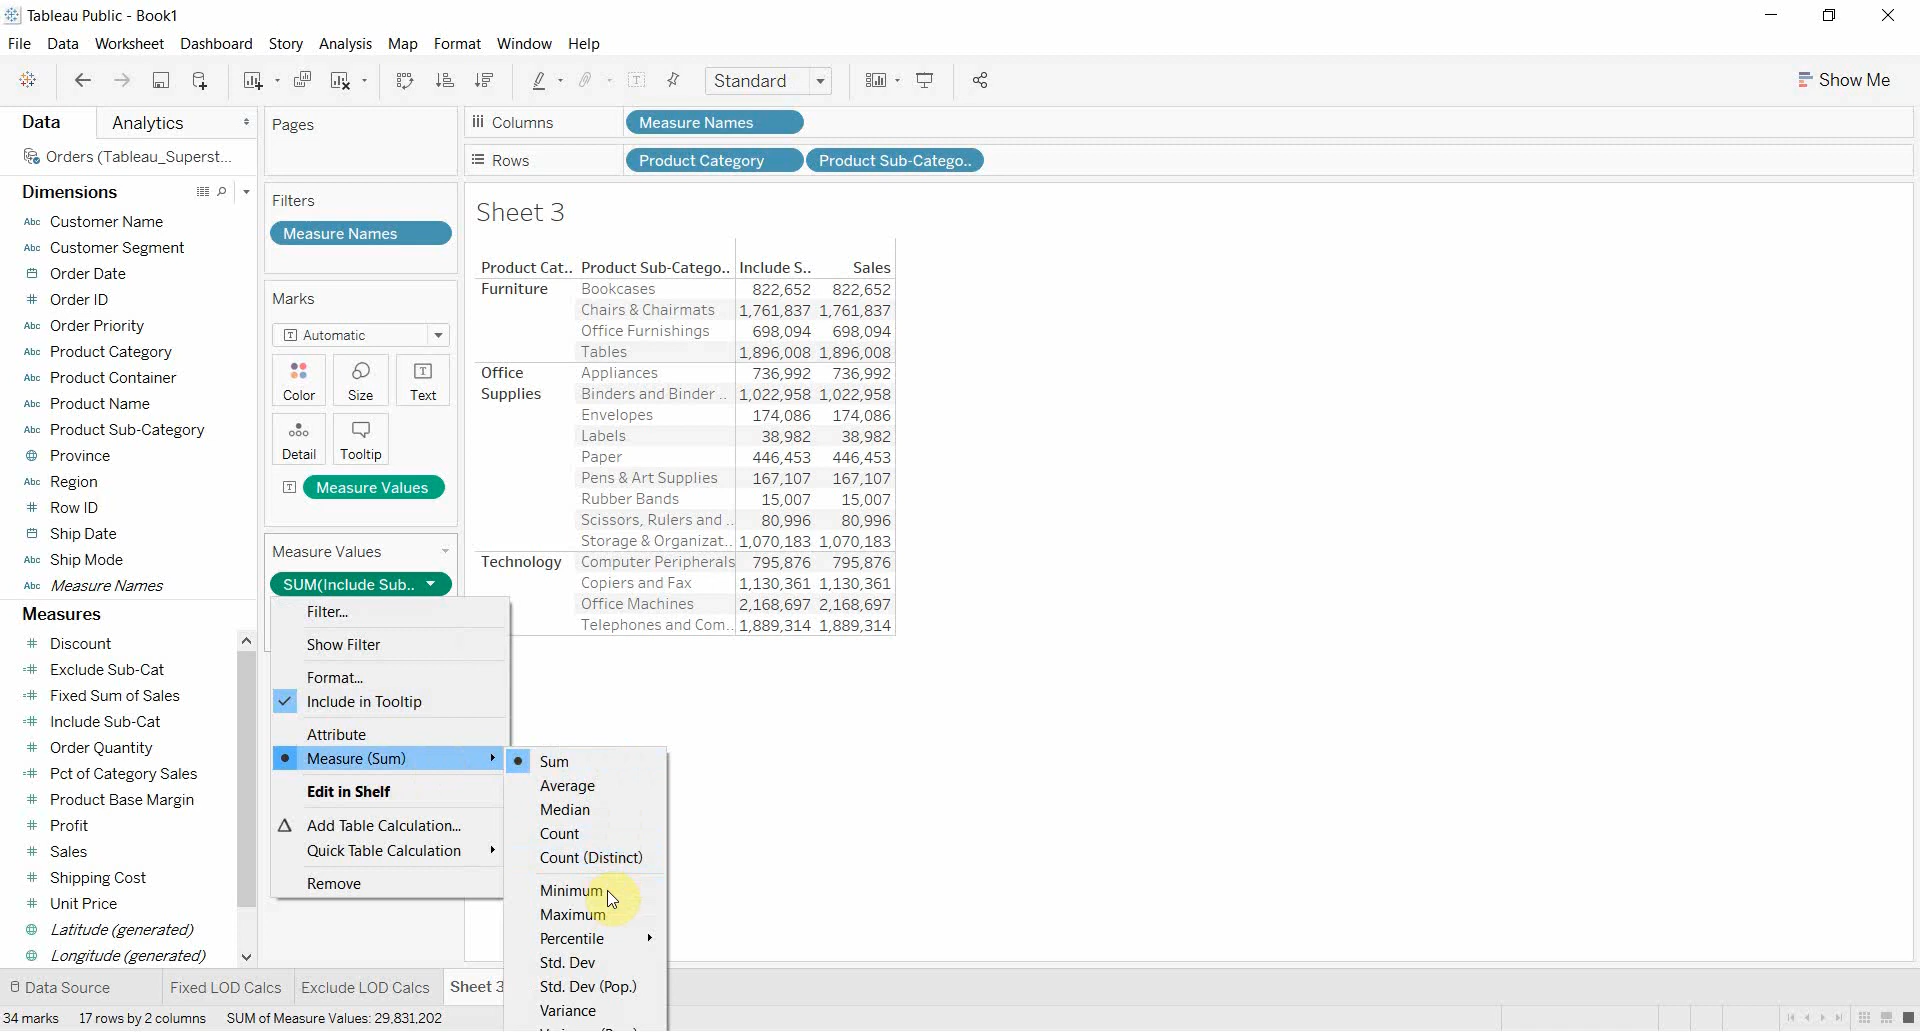 Tableau Public - Book1
File Data Worksheet Dashboard Story Analysis Map Format Window Help
Standard
Show Me
Data Analytics
Orders (Tableau_Superst...
Dimensions
Abc Customer Name
Abc Customer Segment
Order Date
# Order ID
Abc Order Priority
Abc Product Category
Abc Product Container
Abc Product Name
Abc Product Sub-Category
Province
Abc Region
# Row ID
Ship Date
Abc Ship Mode
Abc Measure Names
Measures
# Discount
=# Exclude Sub-Cat
=# Fixed Sum of Sales
=# Include Sub-Cat
# Order Quantity
=# Pct of Category Sales
# Product Base Margin
# Profit
# Sales
# Shipping Cost
# Unit Price
Latitude (generated)
Longitude (generated)
Pages
Filters
Measure Names
Marks
T Automatic
Color Size Text
Detail Tooltip
T Measure Values
Measure Values
SUM(Include Sub..
Filter...
Show Filter
Format...
Include in Tooltip
Attribute
Measure (Sum)
Edit in Shelf
Add Table Calculation...
Quick Table Calculation
Remove
Sum
Average
Median
Count
Count (Distinct)
Minimum
Maximum
Percentile
Std. Dev
Std. Dev (Pop.)
Variance
Columns Measure Names
Rows Product Category Product Sub-Catego..
Sheet 3
Product Cat.. Product Sub-Catego.. Include S.. Sales
Furniture Bookcases 822,652 822,652
Chairs & Chairmats 1,761,837 1,761,837
Office Furnishings 698,094 698,094
Tables 1,896,008 1,896,008
Office Appliances 736,992 736,992
Supplies Binders and Binder .. 1,022,958 1,022,958
Envelopes 174,086 174,086
Labels 38,982 38,982
Paper 446,453 446,453
Pens & Art Supplies 167,107 167,107
Rubber Bands 15,007 15,007
Scissors, Rulers and .. 80,996 80,996
Storage & Organizat.. 1,070,183 1,070,183
Technology Computer Peripherals 795,876 795,876
Copiers and Fax 1,130,361 1,130,361
Office Machines 2,168,697 2,168,697
Telephones and Com.. 1,889,314 1,889,314
Data Source Fixed LOD Calcs Exclude LOD Calcs Sheet 3
34 marks 17 rows by 2 columns SUM of Measure Values: 29,831,202